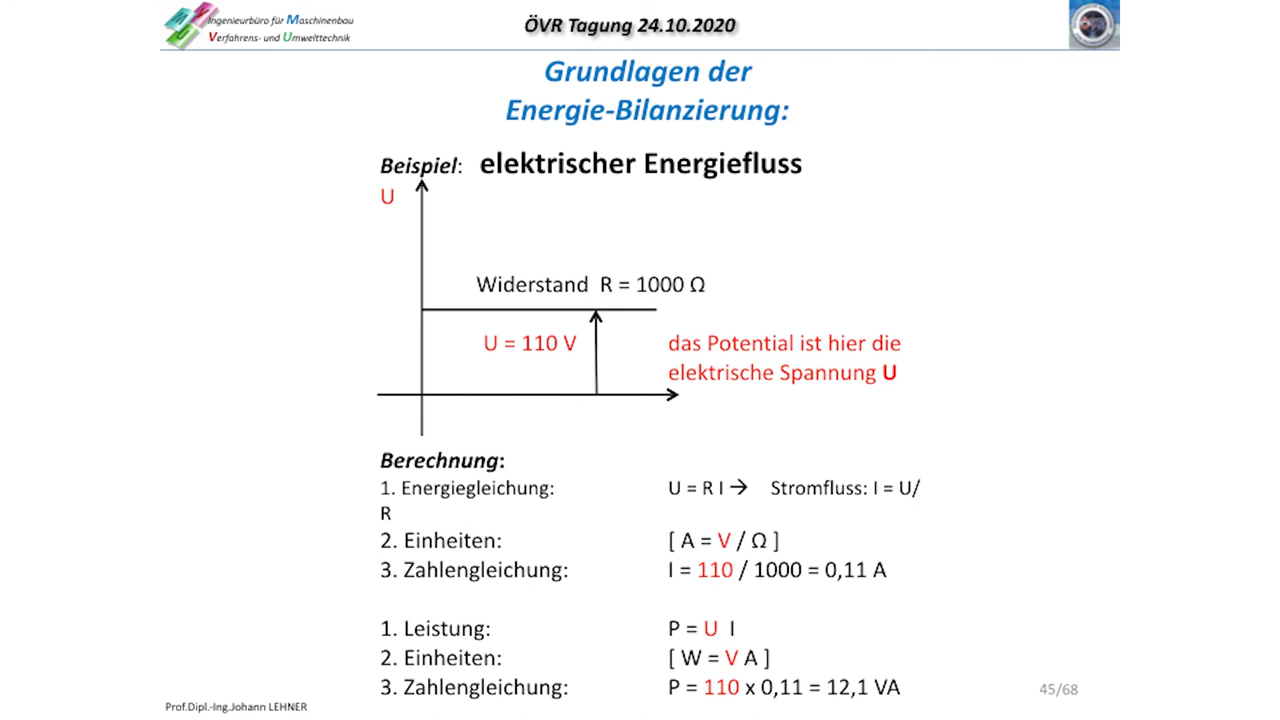 Ingenieurbüro für Maschinenbau
Verfahrens- und Umwelttechnik
ÖVR Tagung 24.10.2020
Grundlagen der
Energie-Bilanzierung:
Beispiel: elektrischer Energiefluss
U
Widerstand R = 1000 Ω
U = 110 V
das Potential ist hier die
elektrische Spannung U
Berechnung:
1. Energiegleichung: U = R I → Stromfluss: I = U/
R
2. Einheiten: [ A = V / Ω ]
3. Zahlengleichung: I = 110 / 1000 = 0,11 A
1. Leistung: P = U I
2. Einheiten: [ W = V A ]
3. Zahlengleichung: P = 110 x 0,11 = 12,1 VA
45/68
Prof.Dipl.-Ing.Johann LEHNER